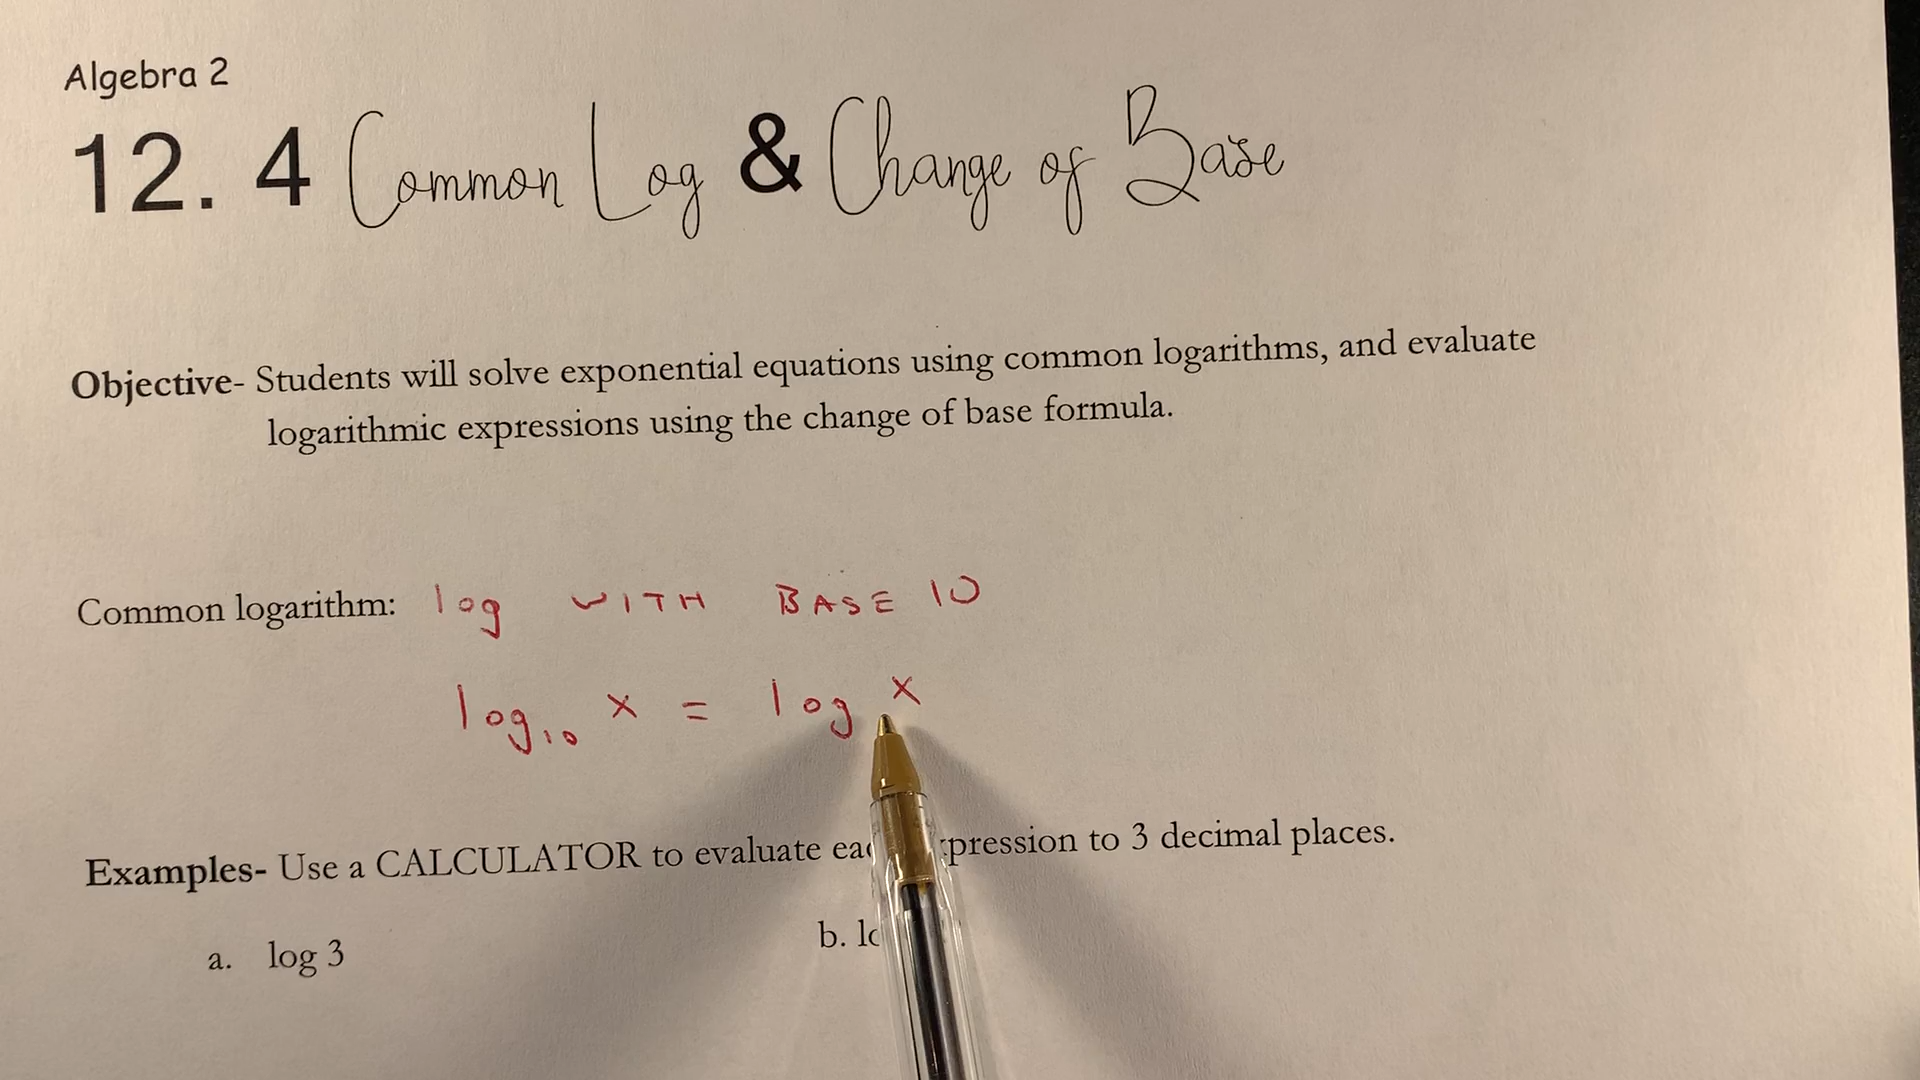 Algebra 2
12.4 Common Log & Change of Base
Objective- Students will solve exponential equations using common logarithms, and evaluate
logarithmic expressions using the change of base formula.
Common logarithm: log WITH BASE 10
log₁₀ x = log x
Examples- Use a CALCULATOR to evaluate expression to 3 decimal places.
a. log 3
b.